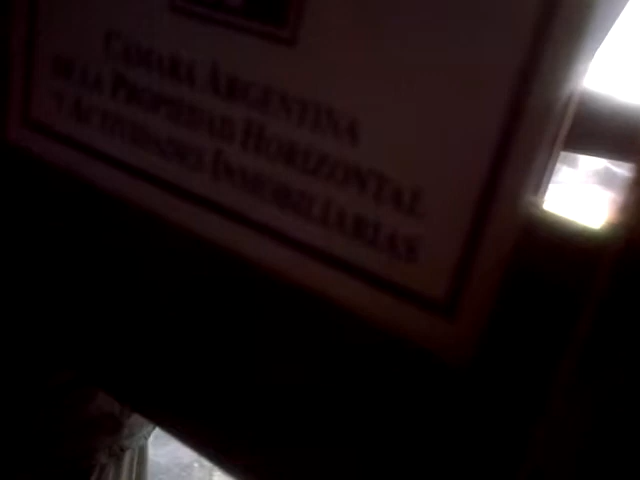 CAMARA ARGENTINA
DE LA PROPIEDAD HORIZONTAL
Y ACTIVIDADES INMOBILIARIAS